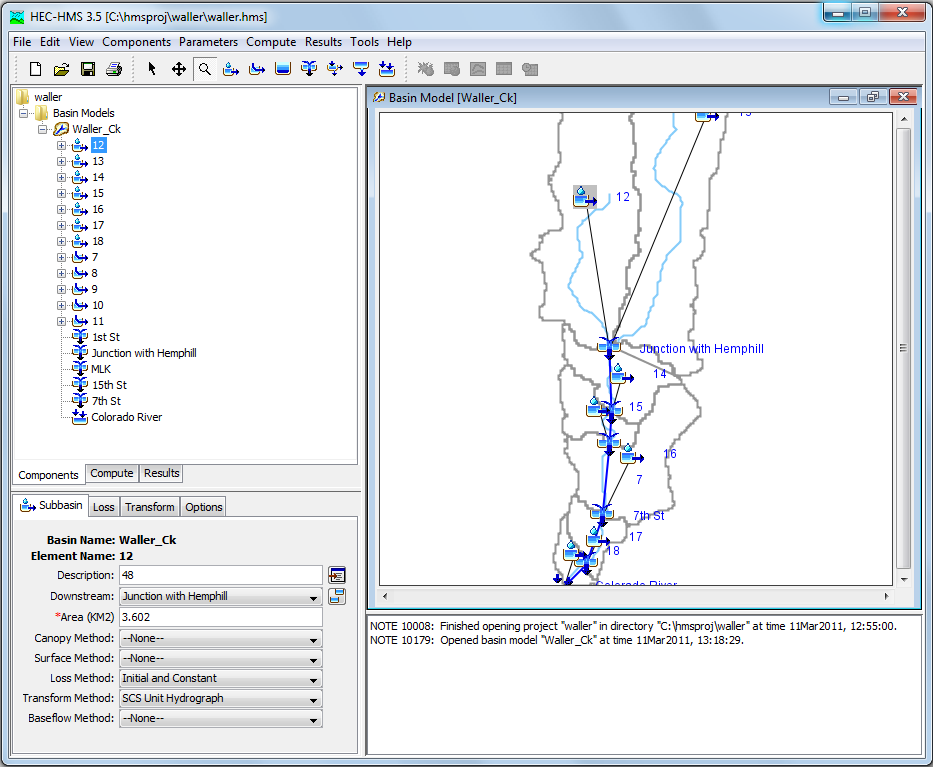 HEC-HMS 3.5 [C:\hmsproj\waller\waller.hms]
File Edit View Components Parameters Compute Results Tools Help
waller
Basin Models
Waller_Ck
12
13
14
15
16
17
18
7
8
9
10
11
1st St
Junction with Hemphill
MLK
15th St
7th St
Colorado River
Components Compute Results
Subbasin Loss Transform Options
Basin Name: Waller_Ck
Element Name: 12
Description: 48
Downstream: Junction with Hemphill
*Area (KM2) 3.602
Canopy Method: --None--
Surface Method: --None--
Loss Method: Initial and Constant
Transform Method: SCS Unit Hydrograph
Baseflow Method: --None--
Basin Model [Waller_Ck]
12
Junction with Hemphill
14
15
16
7
7th St
17
18
Colorado River
NOTE 10008: Finished opening project "waller" in directory "C:\hmsproj\waller" at time 11Mar2011, 12:55:00.
NOTE 10179: Opened basin model "Waller_Ck" at time 11Mar2011, 13:18:29.